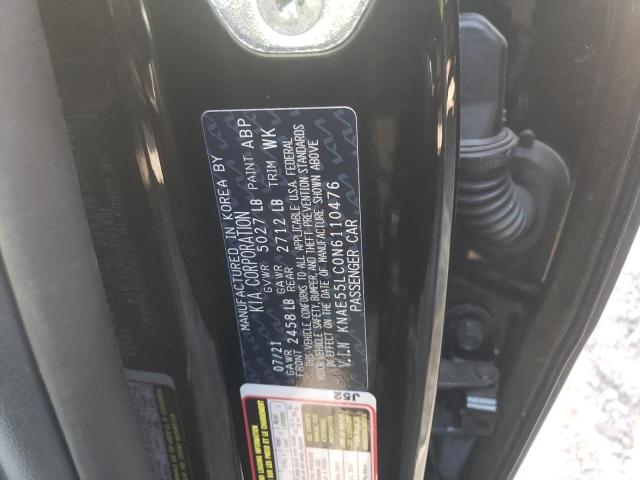 MANUFACTURED IN KOREA BY
KIA CORPORATION
07/21 GVWR 5027 LB PAINT ABP
GAWR GAWR
FRONT 2458 LB REAR 2712 LB TRIM WK
THIS VEHICLE CONFORMS TO ALL APPLICABLE U.S.A. FEDERAL
MOTOR VEHICLE SAFETY, BUMPER, AND THEFT PREVENTION STANDARDS
IN EFFECT ON THE DATE OF MANUFACTURE SHOWN ABOVE
V.I.N KNAE55LC0N6110476
PASSENGER CAR
J52